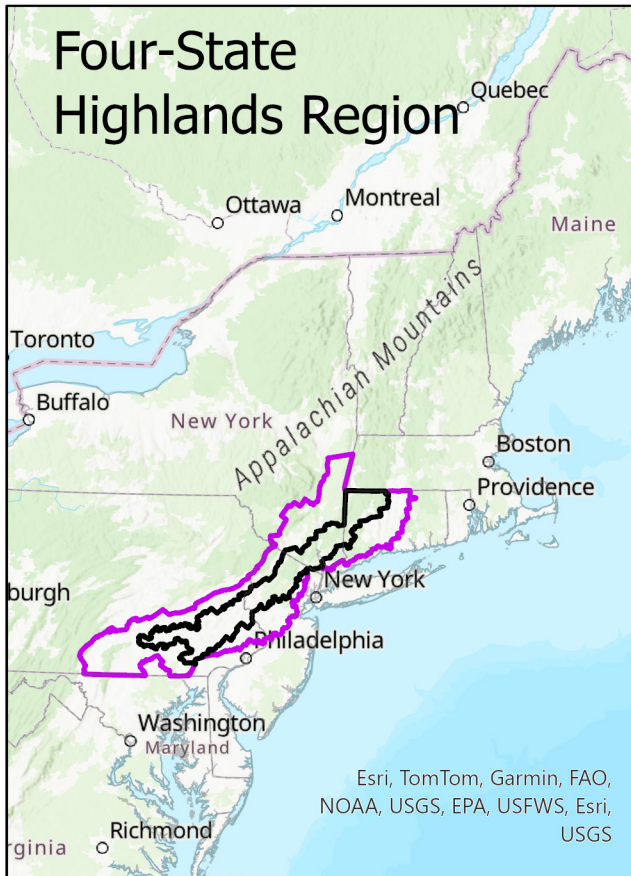 Four-State
Highlands Region
Quebec
Ottawa
Montreal
Maine
Toronto
Appalachian Mountains
Buffalo
New York
Boston
Providence
burgh
New York
Philadelphia
Washington
Maryland
Esri, TomTom, Garmin, FAO,
NOAA, USGS, EPA, USFWS, Esri,
USGS
Richmond
rginia